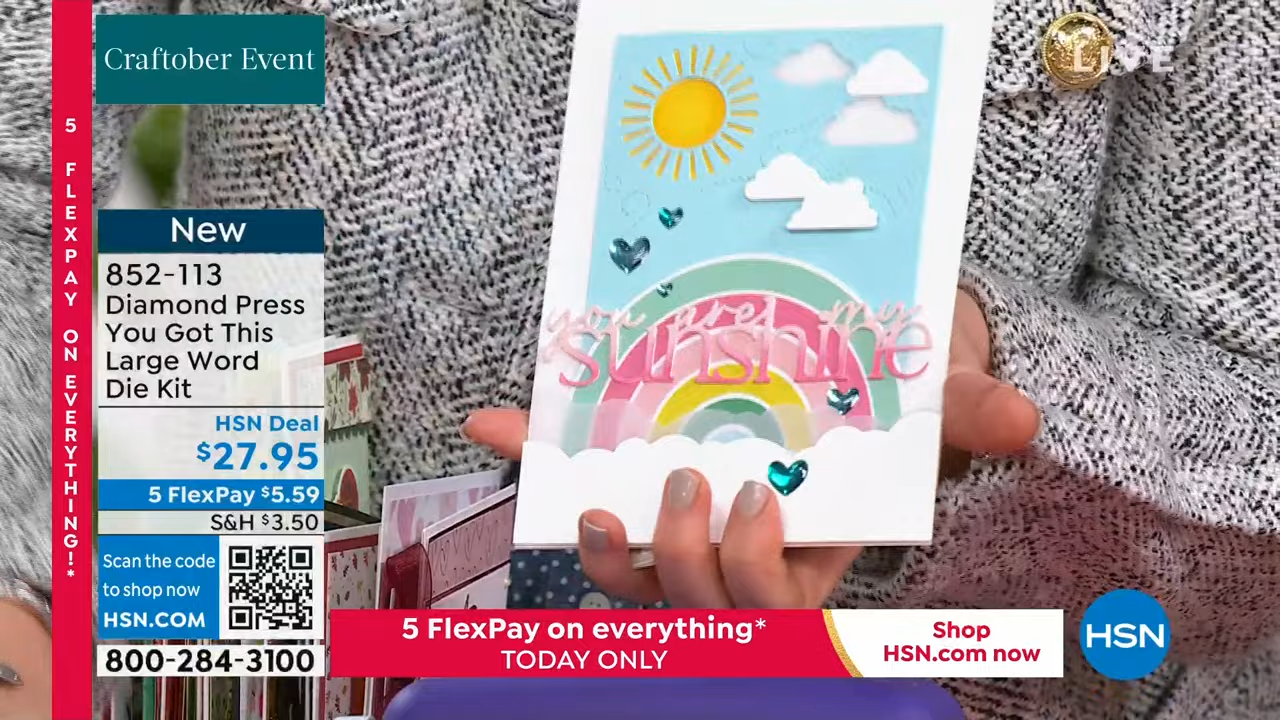 Craftober Event
LIVE
5 FLEXPAY ON EVERYTHING!*
New
852-113
Diamond Press
You Got This
Large Word
Die Kit
HSN Deal
$27.95
5 FlexPay $5.59
S&H $3.50
Scan the code
to shop now
HSN.COM
800-284-3100
you are my
sunshine
5 FlexPay on everything*
TODAY ONLY
Shop
HSN.com now
HSN